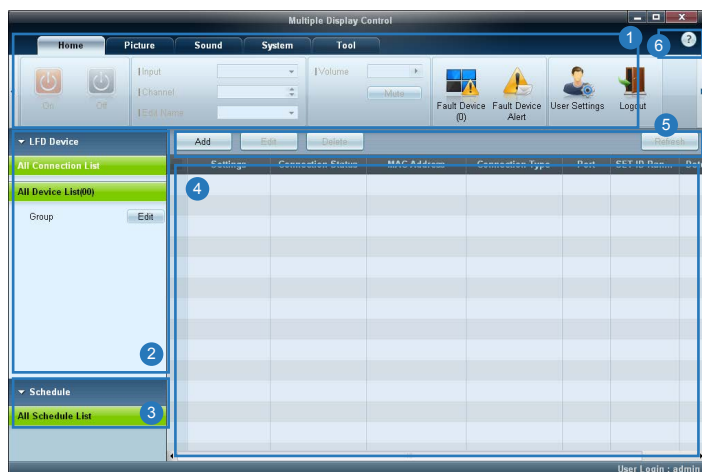 Multiple Display Control
Home Picture Sound System Tool
1
6
?
Input
Channel
Edit Name
Volume
Mute
On
Off
Fault Device
(0)
Fault Device
Alert
User Settings
Logout
5
LFD Device
Add
Edit
Delete
Refresh
All Connection List
Settings Connection Status MAC Address Connection Type Port SET ID Ran...
All Device List(00)
4
Group
Edit
2
Schedule
All Schedule List
3
User Login : admin